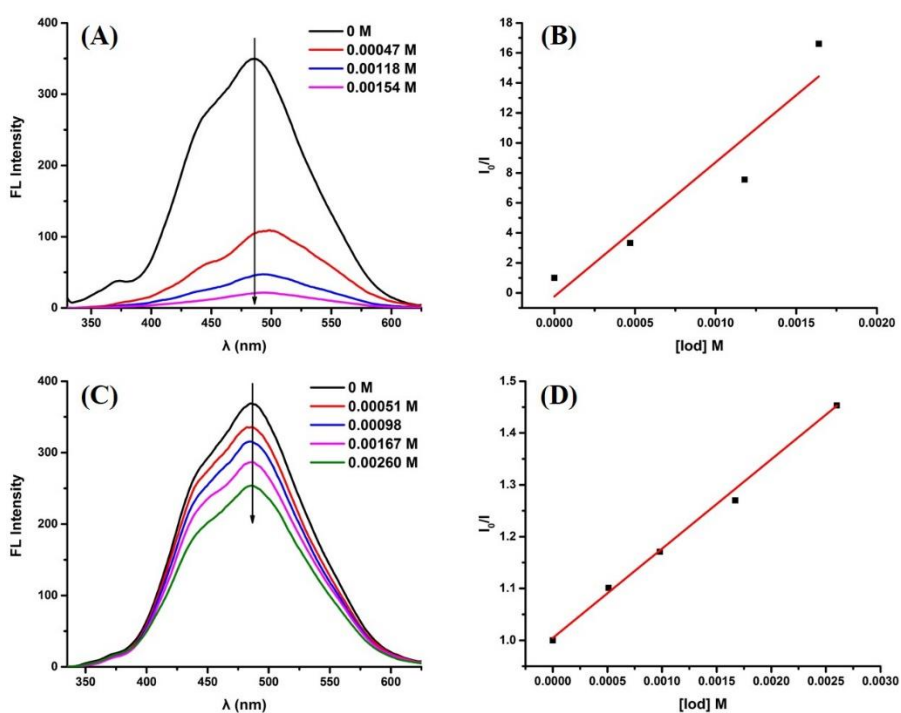 (A)
0 M
0.00047 M
0.00118 M
0.00154 M
FL Intensity
400
300
200
100
0
350 400 450 500 550 600
λ (nm)
(B)
I0/I
18
16
14
12
10
8
6
4
2
0
0.0000 0.0005 0.0010 0.0015 0.0020
[Iod] M
(C)
0 M
0.00051 M
0.00098
0.00167 M
0.00260 M
FL Intensity
400
300
200
100
0
350 400 450 500 550 600
λ (nm)
(D)
I0/I
1.5
1.4
1.3
1.2
1.1
1.0
0.0000 0.0005 0.0010 0.0015 0.0020 0.0025 0.0030
[Iod] M